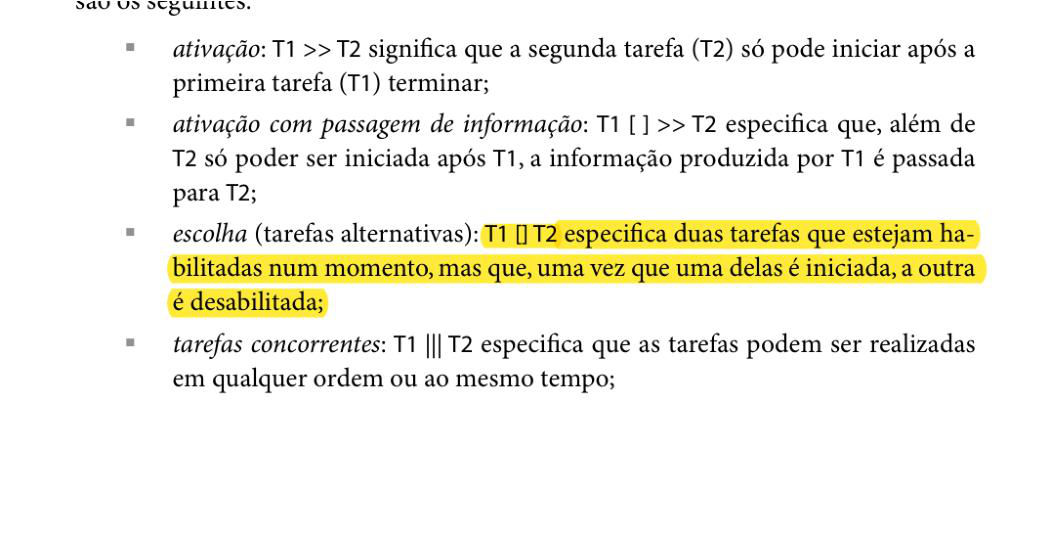 são os seguintes:
▪ ativação: T1 >> T2 significa que a segunda tarefa (T2) só pode iniciar após a
primeira tarefa (T1) terminar;
▪ ativação com passagem de informação: T1 [ ] >> T2 especifica que, além de
T2 só poder ser iniciada após T1, a informação produzida por T1 é passada
para T2;
▪ escolha (tarefas alternativas): T1 [] T2 especifica duas tarefas que estejam ha-
bilitadas num momento, mas que, uma vez que uma delas é iniciada, a outra
é desabilitada;
▪ tarefas concorrentes: T1 ||| T2 especifica que as tarefas podem ser realizadas
em qualquer ordem ou ao mesmo tempo;